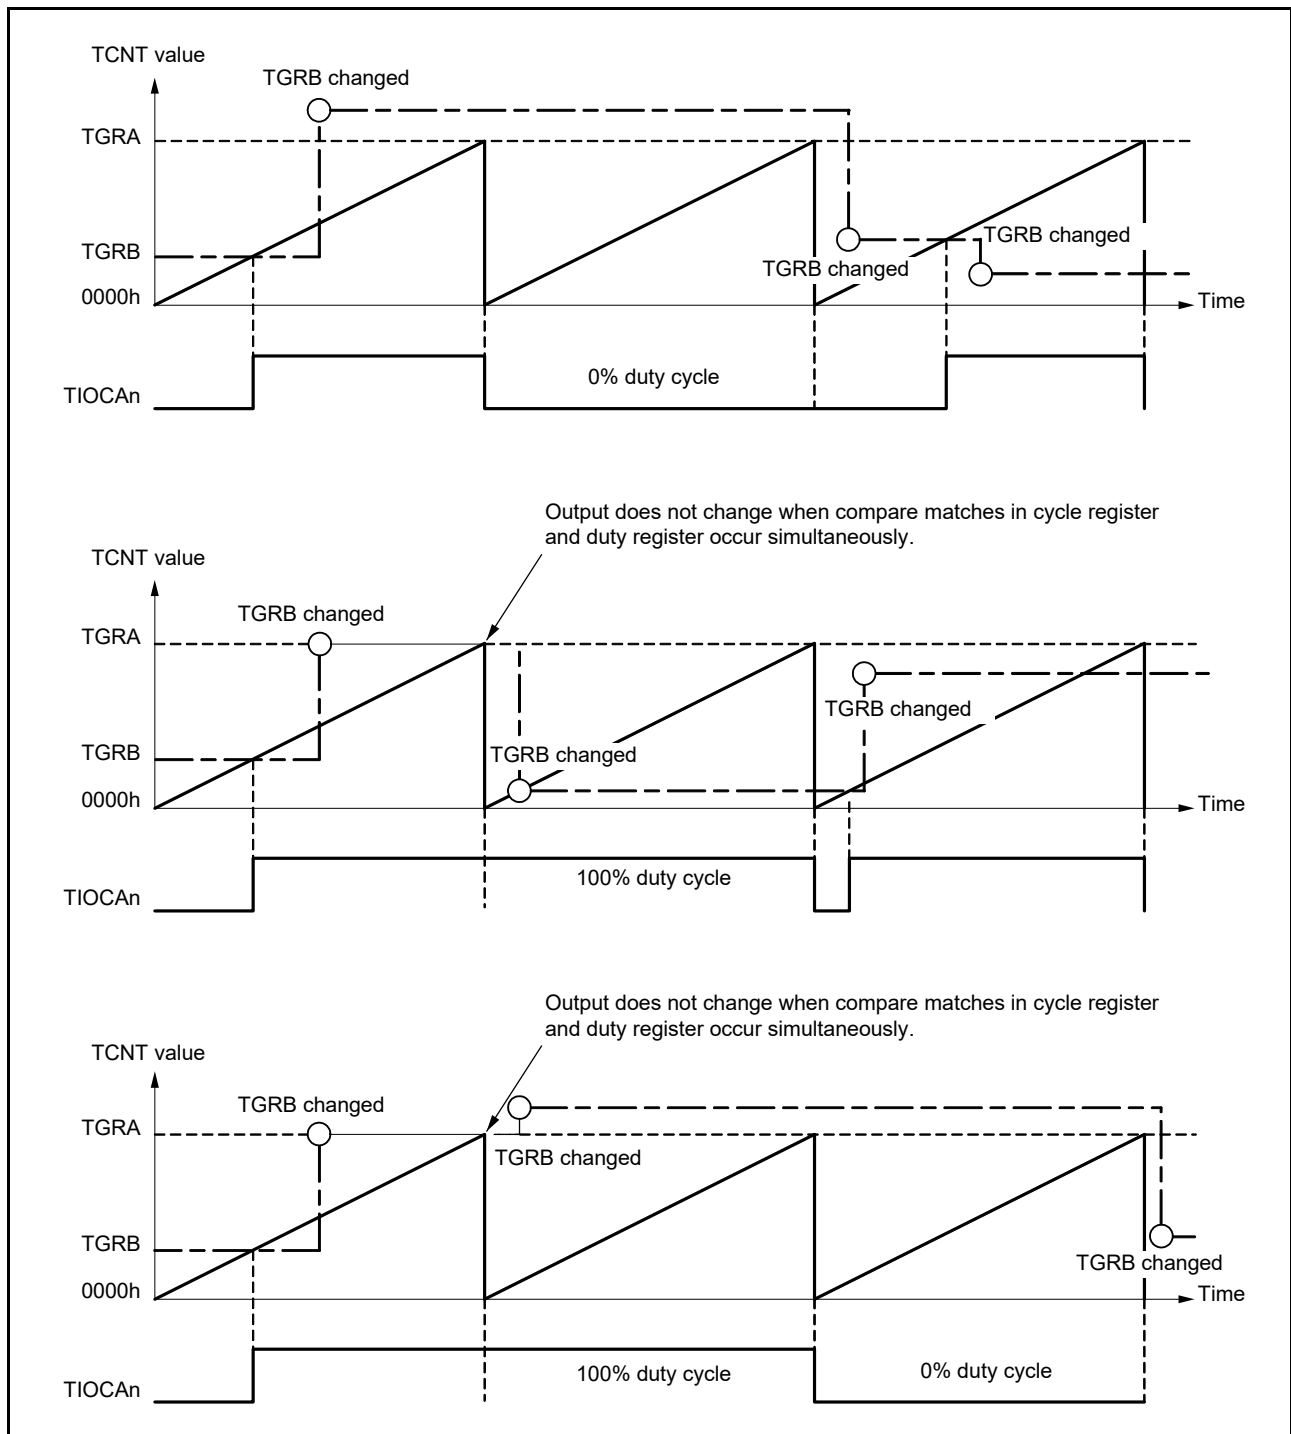 TCNT value
TGRB changed
TGRA
TGRB
TGRB changed
TGRB changed
0000h
Time
0% duty cycle
TIOCAn
Output does not change when compare matches in cycle register
and duty register occur simultaneously.
TCNT value
TGRB changed
TGRA
TGRB changed
TGRB
TGRB changed
0000h
Time
100% duty cycle
TIOCAn
Output does not change when compare matches in cycle register
and duty register occur simultaneously.
TCNT value
TGRB changed
TGRA
TGRB changed
TGRB
TGRB changed
0000h
Time
100% duty cycle
0% duty cycle
TIOCAn